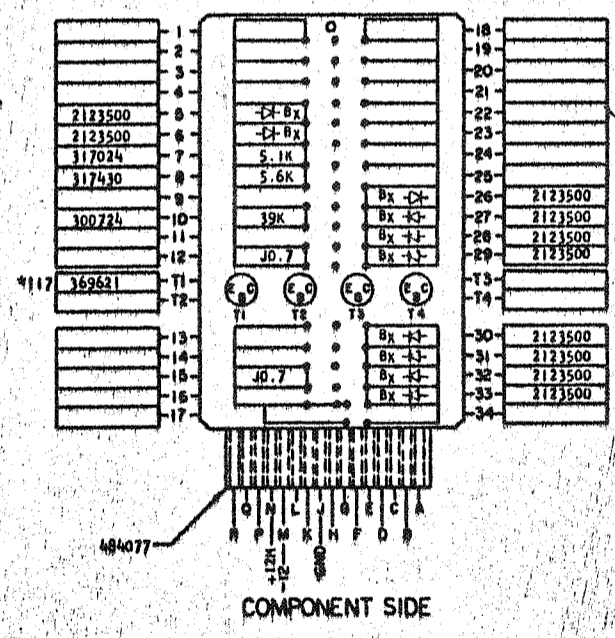 1 18
2 19
3 20
4 21
2123500 5 Bx 22
2123500 6 Bx 23
317024 7 5.1K 24
317430 8 5.6K 25
9 Bx 26 2123500
300724 10 39K Bx 27 2123500
11 Bx 28 2123500
12 J0.7 Bx 29 2123500
*117 369621 T1 E B C E B C E B C E B C T3
T2 T1 T2 T3 T4 T4
13 Bx 30 2123500
14 Bx 31 2123500
15 J0.7 Bx 32 2123500
16 Bx 33 2123500
17 34
Q N L J G E C A
484077 R P M K H F D B
+12M -12 GND
COMPONENT SIDE